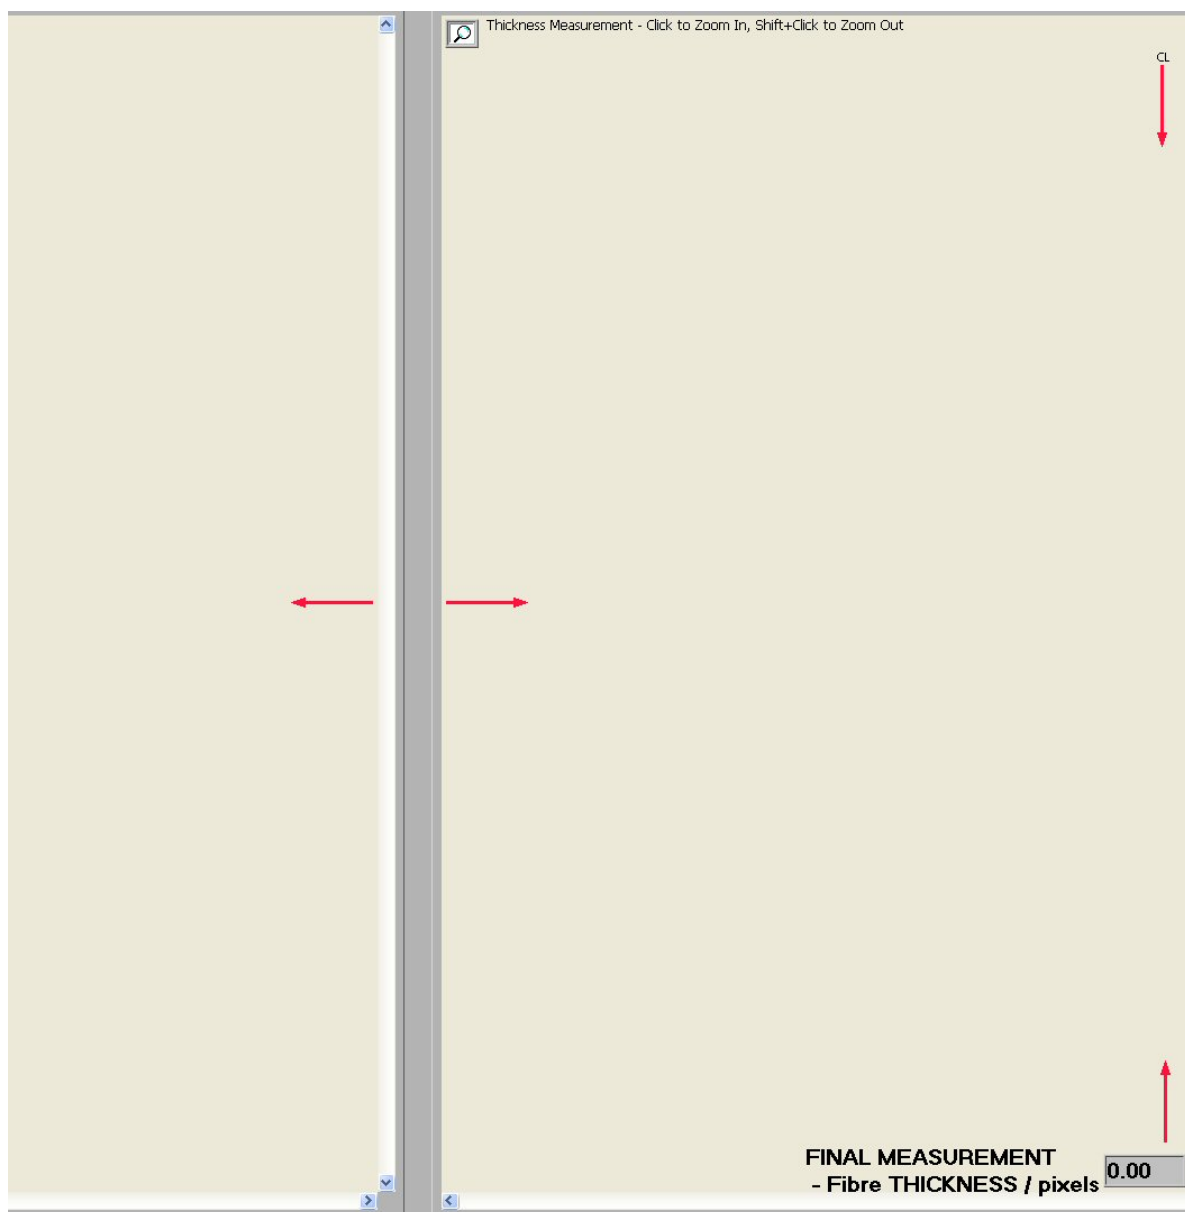 Thickness Measurement - Click to Zoom In, Shift+Click to Zoom Out
CL
FINAL MEASUREMENT
- Fibre THICKNESS / pixels
0.00